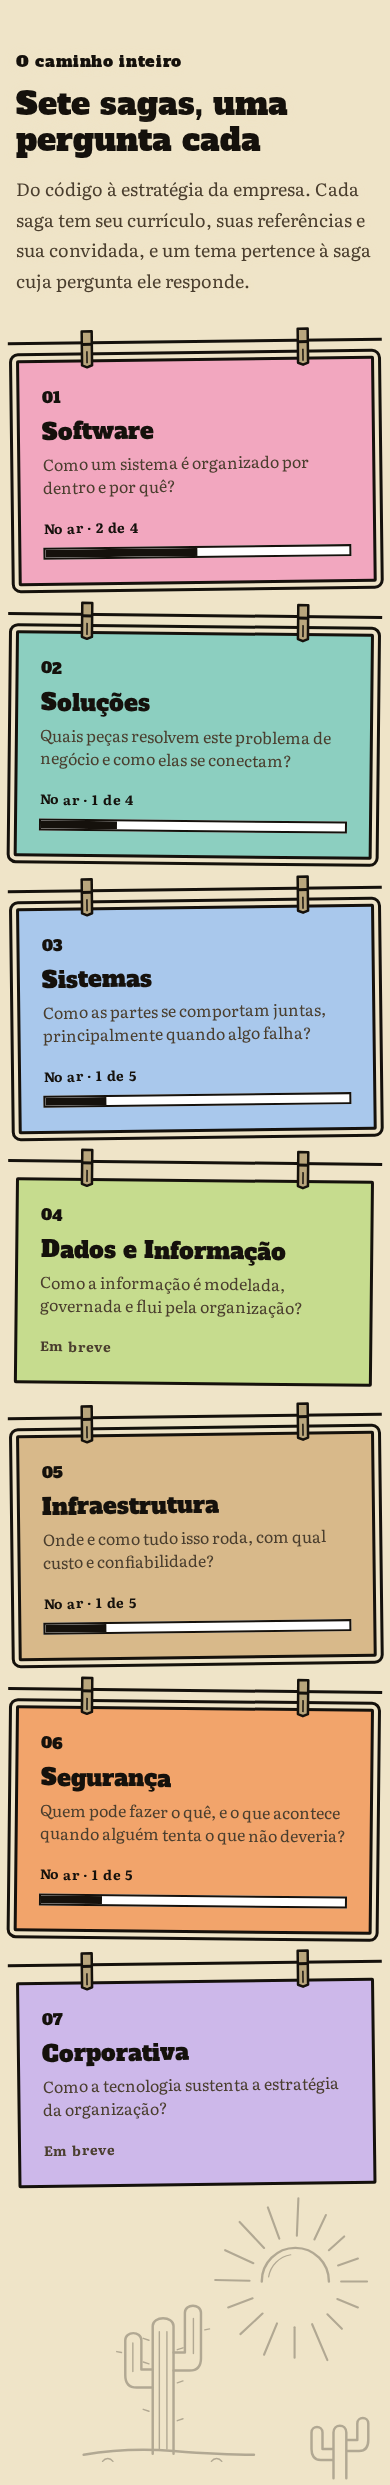 O caminho inteiro
Sete sagas, uma
pergunta cada
Do código à estratégia da empresa. Cada
saga tem seu currículo, suas referências e
sua convidada, e um tema pertence à saga
cuja pergunta ele responde.
01
Software
Como um sistema é organizado por
dentro e por quê?
No ar · 2 de 4
02
Soluções
Quais peças resolvem este problema de
negócio e como elas se conectam?
No ar · 1 de 4
03
Sistemas
Como as partes se comportam juntas,
principalmente quando algo falha?
No ar · 1 de 5
04
Dados e Informação
Como a informação é modelada,
governada e flui pela organização?
Em breve
05
Infraestrutura
Onde e como tudo isso roda, com qual
custo e confiabilidade?
No ar · 1 de 5
06
Segurança
Quem pode fazer o quê, e o que acontece
quando alguém tenta o que não deveria?
No ar · 1 de 5
07
Corporativa
Como a tecnologia sustenta a estratégia
da organização?
Em breve